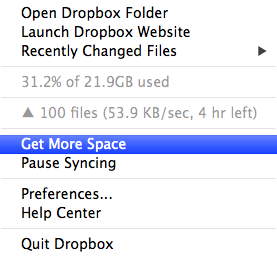 Open Dropbox Folder
Launch Dropbox Website
Recently Changed Files
31.2% of 21.9GB used
▲ 100 files (53.9 KB/sec, 4 hr left)
Get More Space
Pause Syncing
Preferences...
Help Center
Quit Dropbox